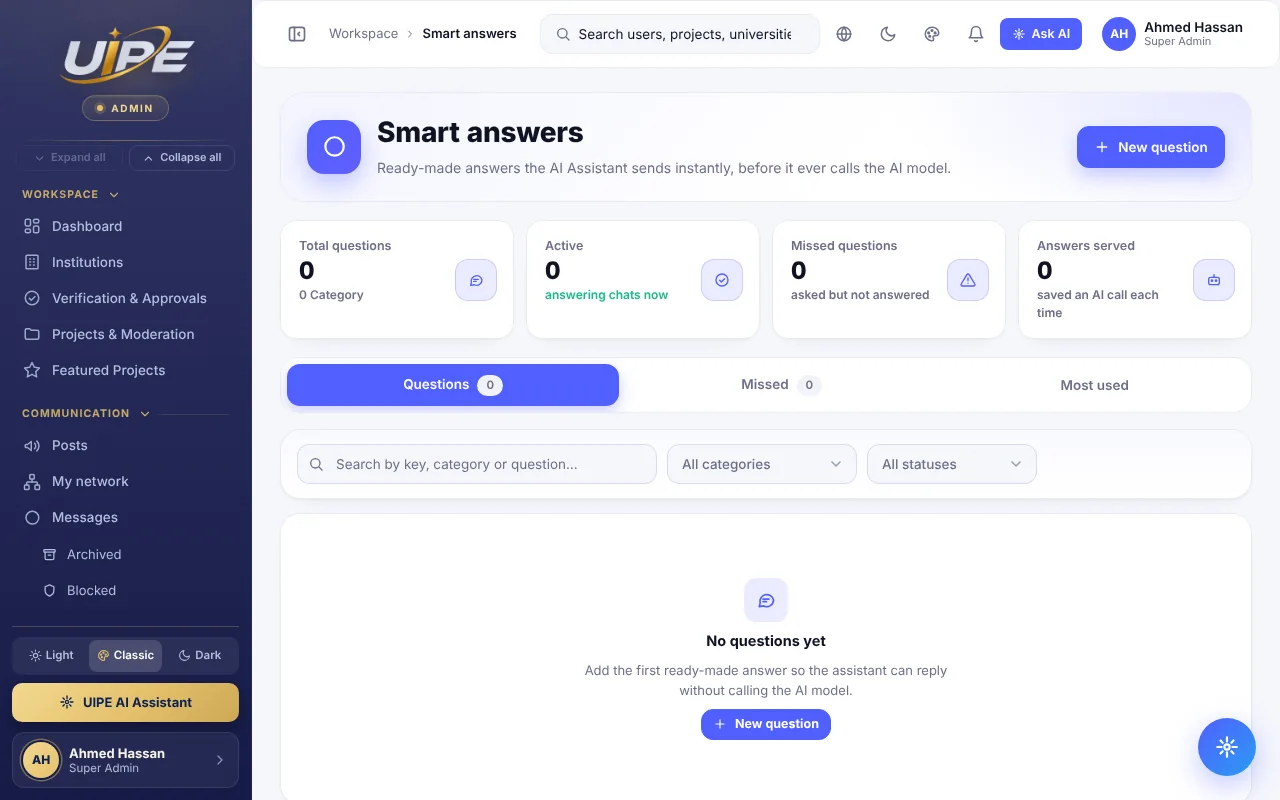 UIPE
ADMIN
Expand all
Collapse all
WORKSPACE
Dashboard
Institutions
Verification & Approvals
Projects & Moderation
Featured Projects
COMMUNICATION
Posts
My network
Messages
Archived
Blocked
Light
Classic
Dark
UIPE AI Assistant
AH
Ahmed Hassan
Super Admin
Workspace
Smart answers
Search users, projects, universitie
Ask AI
AH
Ahmed Hassan
Super Admin
Smart answers
Ready-made answers the AI Assistant sends instantly, before it ever calls the AI model.
New question
Total questions
0
0 Category
Active
0
answering chats now
Missed questions
0
asked but not answered
Answers served
0
saved an AI call each
time
Questions 0
Missed 0
Most used
Search by key, category or question...
All categories
All statuses
No questions yet
Add the first ready-made answer so the assistant can reply
without calling the AI model.
New question